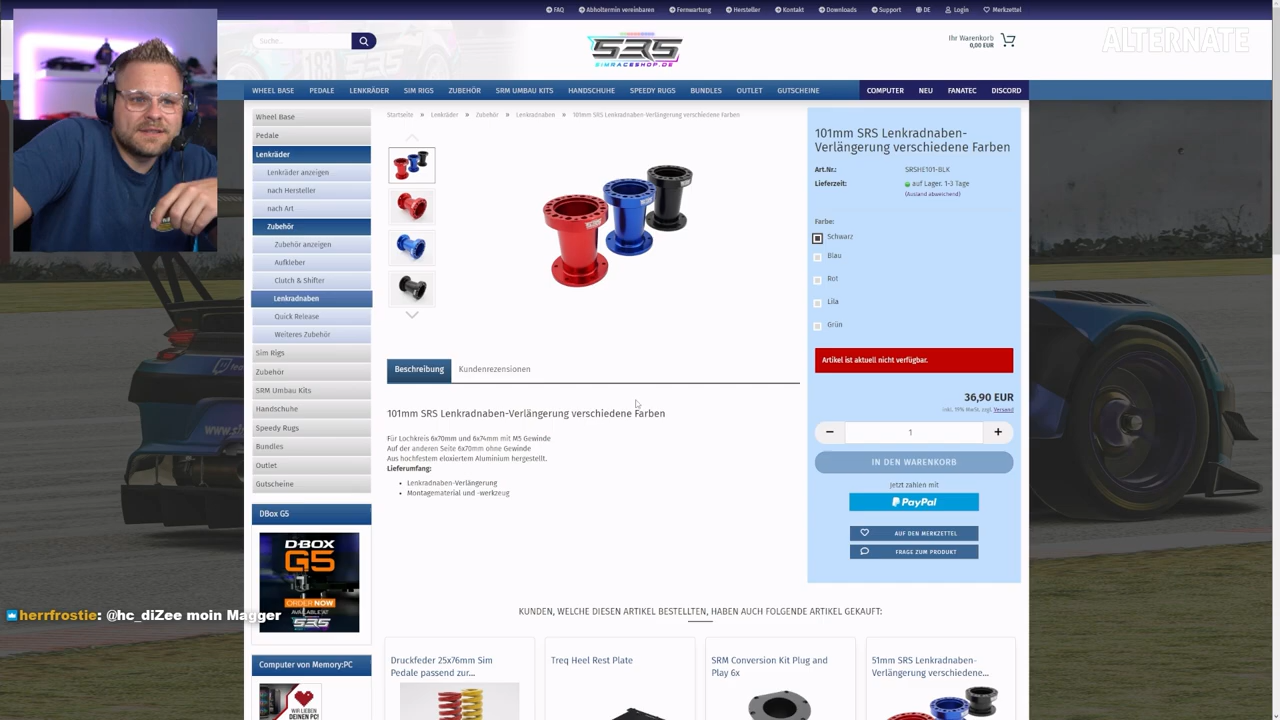 FAQ
Abholtermin vereinbaren
Fernwartung
Hersteller
Kontakt
Downloads
Support
DE
Login
Merkzettel
Suche...
SRS
SIMRACESHOP.DE
Ihr Warenkorb
0,00 EUR
ALTERNATE
WHEEL BASE
PEDALE
LENKRÄDER
SIM RIGS
ZUBEHÖR
SRM UMBAU KITS
HANDSCHUHE
SPEEDY RUGS
BUNDLES
OUTLET
GUTSCHEINE
COMPUTER
NEU
FANATEC
DISCORD
Wheel Base
Pedale
Lenkräder
Lenkräder anzeigen
nach Hersteller
nach Art
Zubehör
Zubehör anzeigen
Aufkleber
Clutch & Shifter
Lenkradnaben
Quick Release
Weiteres Zubehör
Sim Rigs
Zubehör
SRM Umbau Kits
Handschuhe
Speedy Rugs
Bundles
Outlet
Gutscheine
DBox G5
D-BOX
G5
ORDER NOW
AVAILABLE AT
SRS
herrfrostie: @hc_diZee moin Magger
Computer von Memory:PC
WIR LIEBEN
DEINEN PC!
Startseite » Lenkräder » Zubehör » Lenkradnaben » 101mm SRS Lenkradnaben-Verlängerung verschiedene Farben
Beschreibung
Kundenrezensionen
101mm SRS Lenkradnaben-Verlängerung verschiedene Farben
Für Lochkreis 6x70mm und 6x74mm mit M5 Gewinde
Auf der anderen Seite 6x70mm ohne Gewinde
Aus hochfestem eloxiertem Aluminium hergestellt.
Lieferumfang:
Lenkradnaben-Verlängerung
Montagematerial und -werkzeug
101mm SRS Lenkradnaben-
Verlängerung verschiedene Farben
Art.Nr.: SRSHE101-BLK
Lieferzeit: auf Lager. 1-3 Tage
(Ausland abweichend)
Farbe:
Schwarz
Blau
Rot
Lila
Grün
Artikel ist aktuell nicht verfügbar.
36,90 EUR
inkl. 19% MwSt. zzgl. Versand
− 1 +
IN DEN WARENKORB
Jetzt zahlen mit
PayPal
AUF DEN MERKZETTEL
FRAGE ZUM PRODUKT
KUNDEN, WELCHE DIESEN ARTIKEL BESTELLTEN, HABEN AUCH FOLGENDE ARTIKEL GEKAUFT:
Druckfeder 25x76mm Sim
Pedale passend zur...
Treq Heel Rest Plate
SRM Conversion Kit Plug and
Play 6x
51mm SRS Lenkradnaben-
Verlängerung verschiedene...